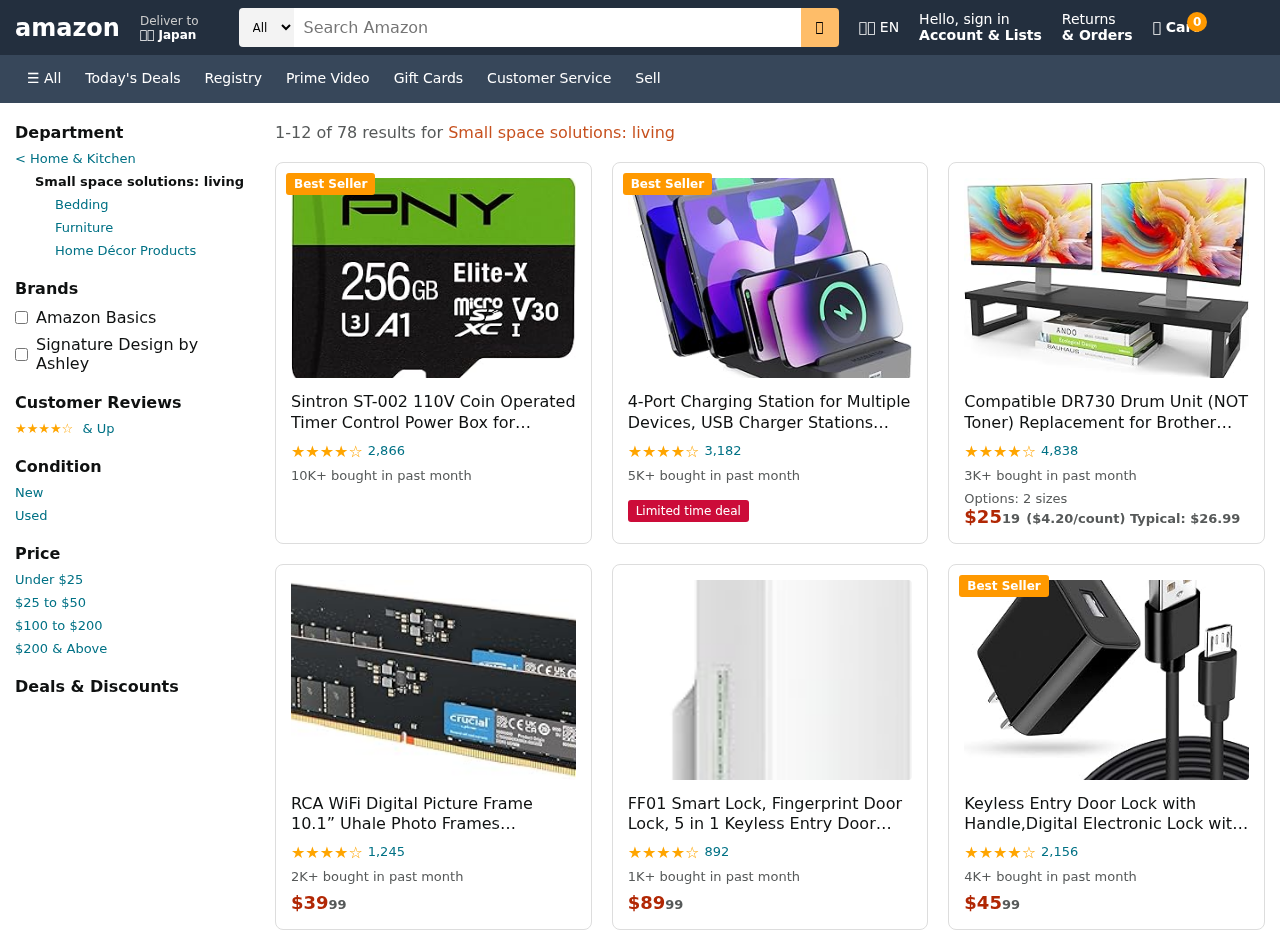 amazon
Deliver to
Japan
All
Search Amazon
EN
Hello, sign in
Account & Lists
Returns
& Orders
0
☰ All
Today's Deals
Registry
Prime Video
Gift Cards
Customer Service
Sell
Department
< Home & Kitchen
Small space solutions: living
Bedding
Furniture
Home Décor Products
Brands
Amazon Basics
Signature Design by
Ashley
Customer Reviews
★★★★☆ & Up
Condition
New
Used
Price
Under $25
$25 to $50
$100 to $200
$200 & Above
Deals & Discounts
1-12 of 78 results for Small space solutions: living
Best Seller
PNY
256GB
Elite-X
micro SD XC I
V30
U3 A1
Sintron ST-002 110V Coin Operated
Timer Control Power Box for…
★★★★☆ 2,866
10K+ bought in past month
Best Seller
4-Port Charging Station for Multiple
Devices, USB Charger Stations…
★★★★☆ 3,182
5K+ bought in past month
Limited time deal
ANDO
Ecological Design
BAUHAUS
Compatible DR730 Drum Unit (NOT
Toner) Replacement for Brother…
★★★★☆ 4,838
3K+ bought in past month
Options: 2 sizes
$25 19 ($4.20/count) Typical: $26.99
crucial
RCA WiFi Digital Picture Frame
10.1” Uhale Photo Frames…
★★★★☆ 1,245
2K+ bought in past month
$39 99
FF01 Smart Lock, Fingerprint Door
Lock, 5 in 1 Keyless Entry Door…
★★★★☆ 892
1K+ bought in past month
$89 99
Best Seller
Keyless Entry Door Lock with
Handle,Digital Electronic Lock wit…
★★★★☆ 2,156
4K+ bought in past month
$45 99